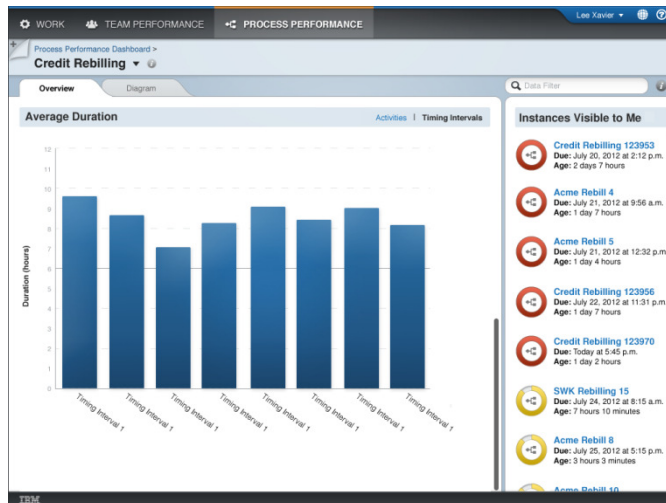 WORK
TEAM PERFORMANCE
PROCESS PERFORMANCE
Lee Xavier
Process Performance Dashboard >
Credit Rebilling
Overview
Diagram
Data Filter
Average Duration
Activities | Timing Intervals
Duration (hours)
12
11
10
9
8
7
6
5
4
3
2
1
0
Timing Interval 1
Timing Interval 1
Timing Interval 1
Timing Interval 1
Timing Interval 1
Timing Interval 1
Timing Interval 1
Timing Interval 1
Instances Visible to Me
Credit Rebilling 123953
Due: July 20, 2012 at 2:12 p.m.
Age: 2 days 7 hours
Acme Rebill 4
Due: July 21, 2012 at 9:56 a.m.
Age: 1 day 7 hours
Acme Rebill 5
Due: July 21, 2012 at 12:32 p.m
Age: 1 day 4 hours
Credit Rebilling 123956
Due: July 22, 2012 at 11:31 p.m
Age: 1 day 7 hours
Credit Rebilling 123970
Due: Today at 5:45 p.m.
Age: 1 day 2 hours
SWK Rebilling 15
Due: July 24, 2012 at 8:15 a.m.
Age: 7 hours 10 minutes
Acme Rebill 8
Due: July 25, 2012 at 5:15 p.m.
Age: 3 hours 3 minutes
Acme Rebill 10
IBM